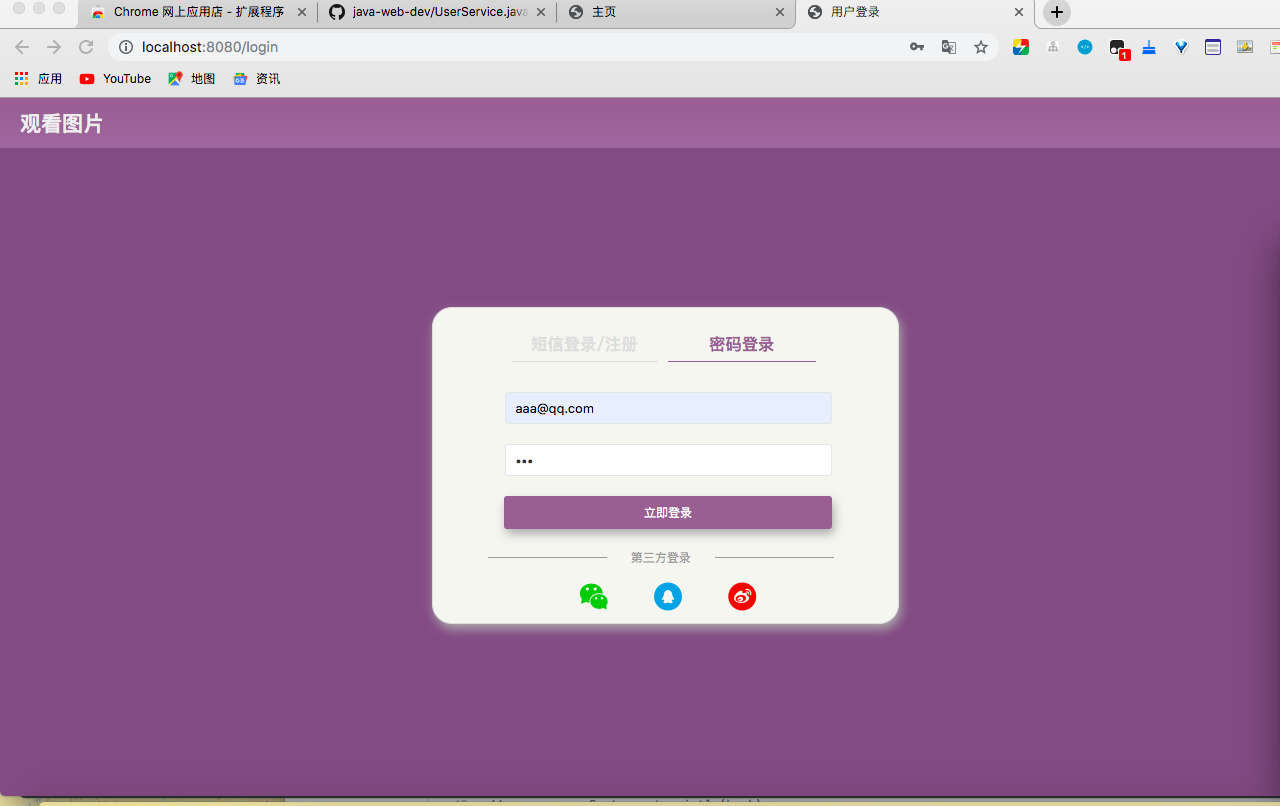 Chrome 网上应用店 - 扩展程序
java-web-dev/UserService.java
主页
用户登录
localhost:8080/login
1
应用
YouTube
地图
资讯
观看图片
短信登录/注册
密码登录
aaa@qq.com
•••
立即登录
第三方登录